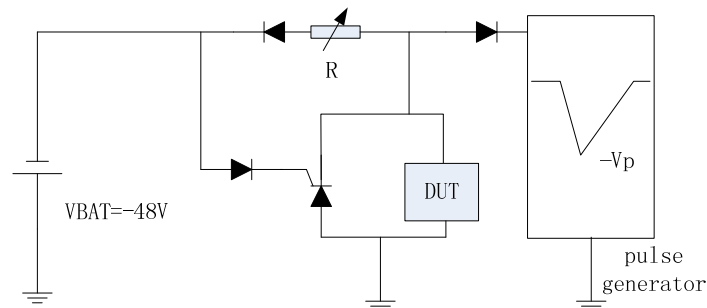 R
-Vp
DUT
VBAT=-48V
pulse
generator